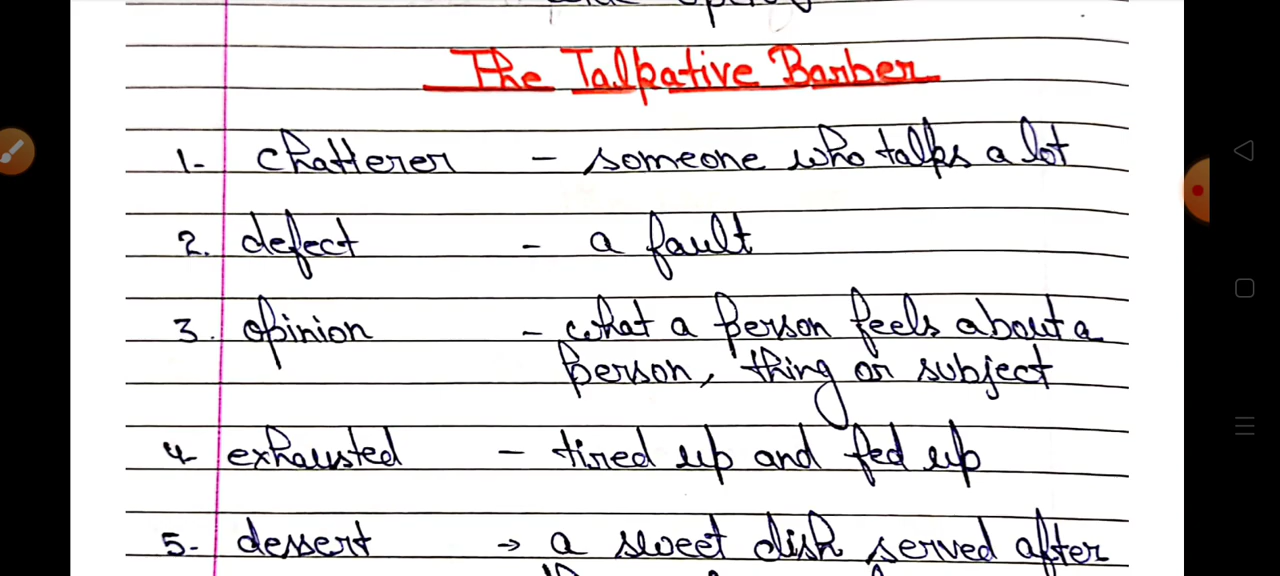 The Talpative Barber
1- chatterer - someone who talks a lot
2. defect - a fault
3. opinion - what a person feels about a
person, thing or subject
4. exhausted - tired up and fed up
5- dessert → a sweet dish served after